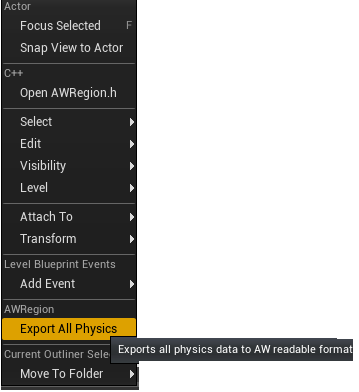 Actor
Focus Selected F
Snap View to Actor
C++
Open AWRegion.h
Select
Edit
Visibility
Level
Attach To
Transform
Level Blueprint Events
Add Event
AWRegion
Export All Physics
Exports all physics data to AW readable format
Current Outliner
Move To Folder